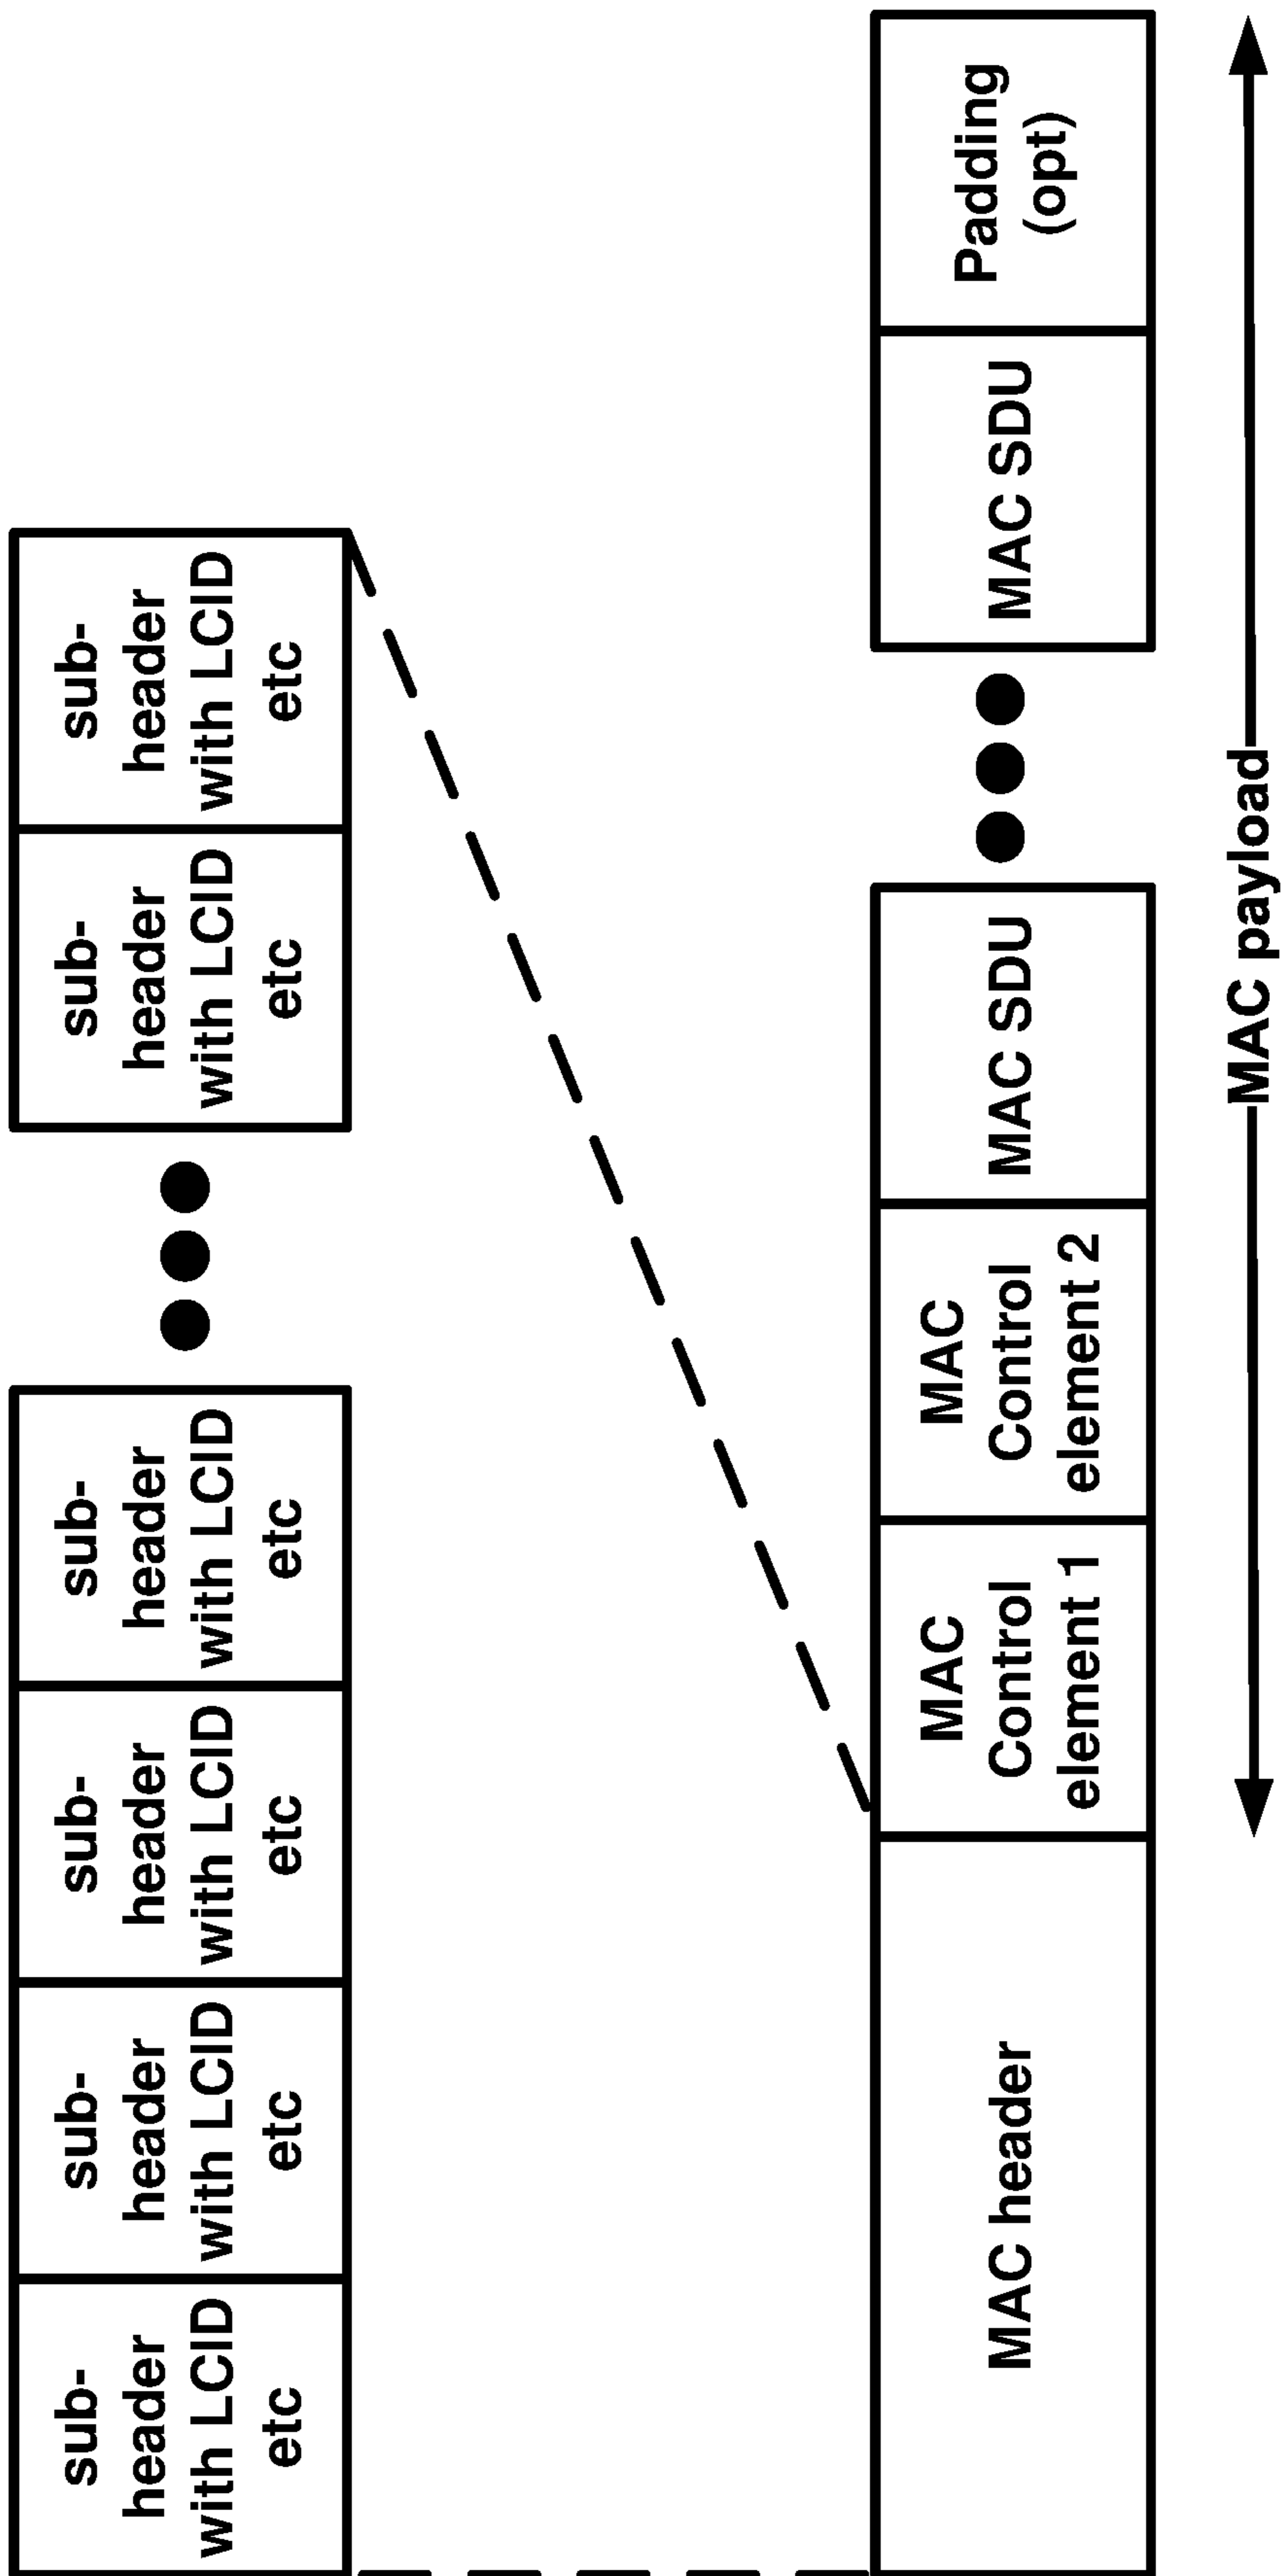 sub-
header
with LCID
etc
sub-
header
with LCID
etc
sub-
header
with LCID
etc
sub-
header
with LCID
etc
sub-
header
with LCID
etc
sub-
header
with LCID
etc
MAC header
MAC
Control
element 1
MAC
Control
element 2
MAC SDU
MAC SDU
Padding
(opt)
MAC payload